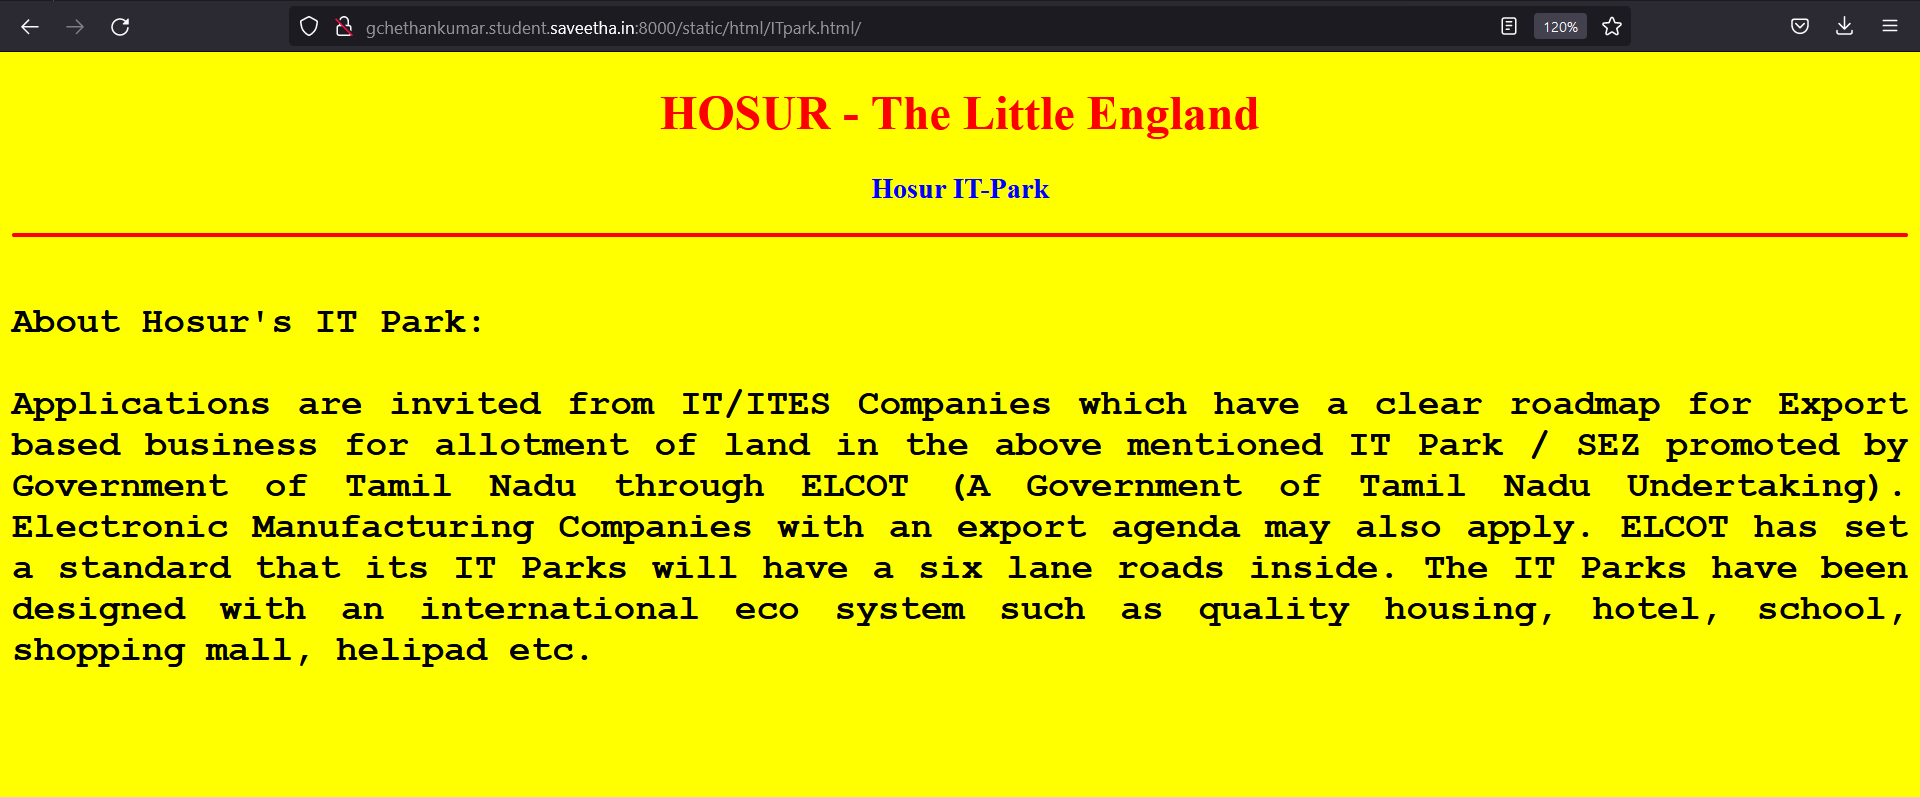 gchethankumar.student.saveetha.in:8000/static/html/ITpark.html/
120%
HOSUR - The Little England
Hosur IT-Park
About Hosur's IT Park:
Applications are invited from IT/ITES Companies which have a clear roadmap for Export
based business for allotment of land in the above mentioned IT Park / SEZ promoted by
Government of Tamil Nadu through ELCOT (A Government of Tamil Nadu Undertaking).
Electronic Manufacturing Companies with an export agenda may also apply. ELCOT has set
a standard that its IT Parks will have a six lane roads inside. The IT Parks have been
designed with an international eco system such as quality housing, hotel, school,
shopping mall, helipad etc.